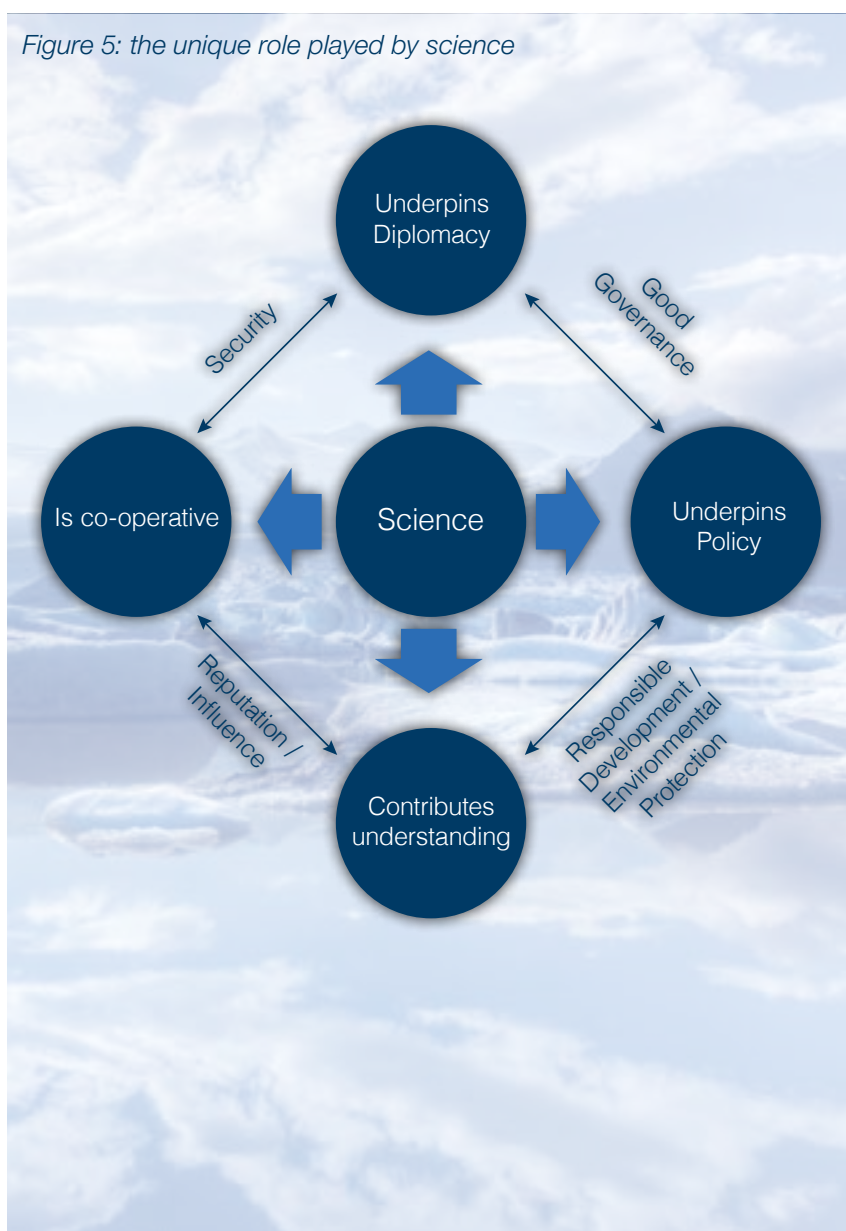 Figure 5: the unique role played by science
Underpins
Diplomacy
Security
Good
Governance
Is co-operative
Science
Underpins
Policy
Reputation /
Influence
Responsible
Development /
Environmental
Protection
Contributes
understanding